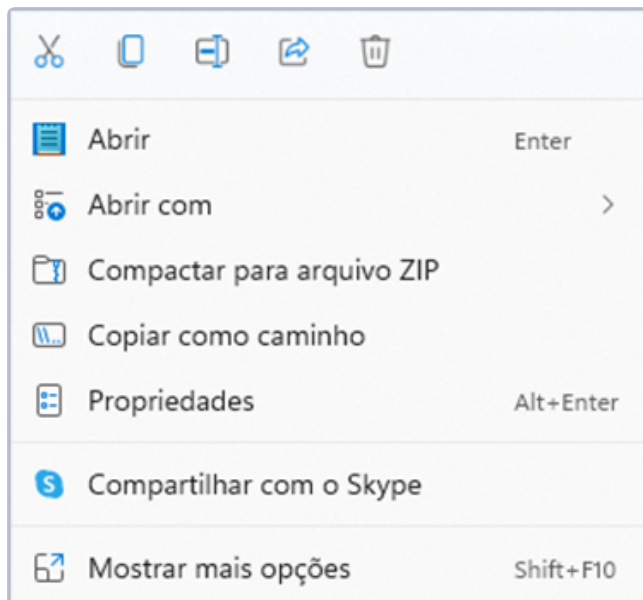 Abrir Enter
Abrir com
Compactar para arquivo ZIP
Copiar como caminho
Propriedades Alt+Enter
Compartilhar com o Skype
Mostrar mais opções Shift+F10